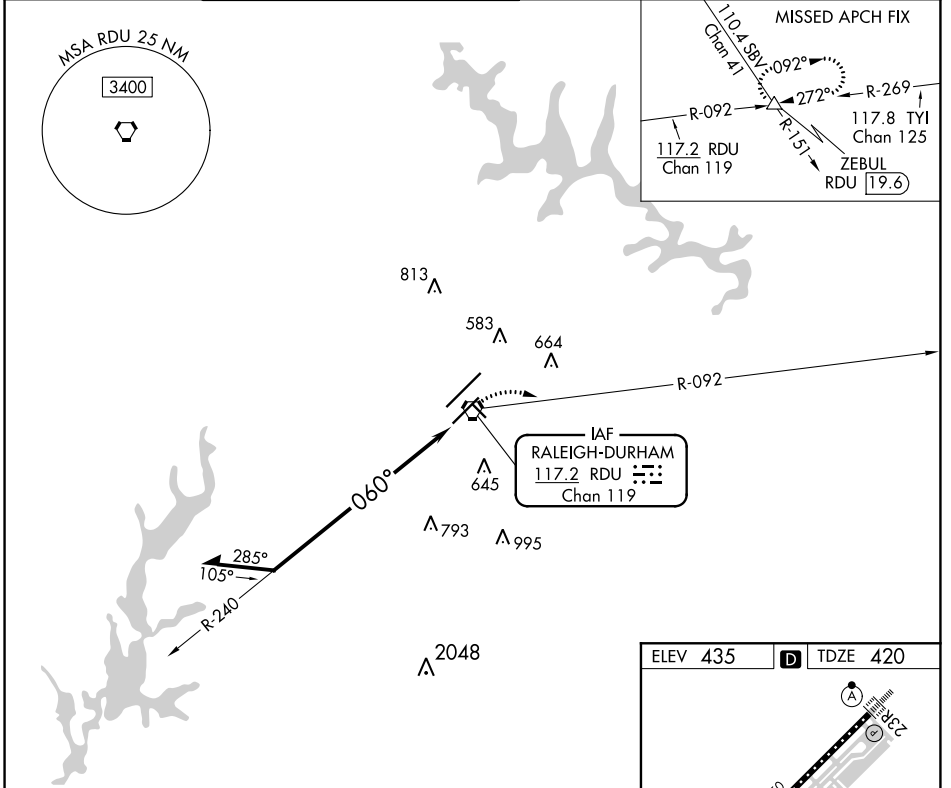 MSA RDU 25 NM
3400
MISSED APCH FIX
110.4 SBV
Chan 41
092°
272°
R-269
R-092
117.8 TYI
Chan 125
R-151
117.2 RDU
Chan 119
ZEBUL
RDU 19.6
813
583
664
R-092
IAF
RALEIGH-DURHAM
117.2 RDU
Chan 119
060°
645
793
995
285°
105°
R-240
2048
ELEV 435 D TDZE 420
A
23R
P